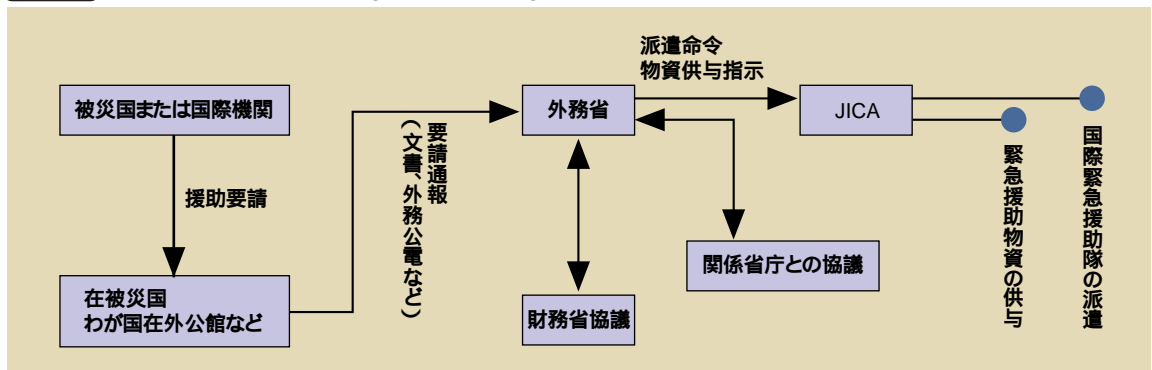 被災国または国際機関
援助要請
在被災国
わが国在外公館など
要請通報
（文書、外務公電など）
外務省
派遣命令
物資供与指示
JICA
財務省協議
関係省庁との協議
緊急援助物資の供与
国際緊急援助隊の派遣